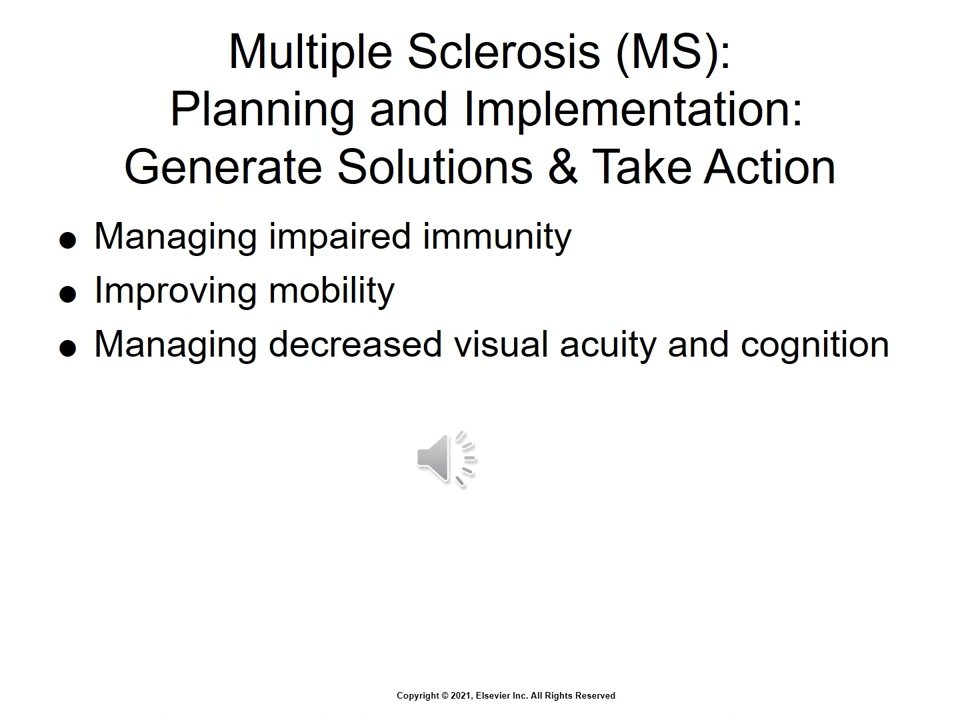 Multiple Sclerosis (MS):
Planning and Implementation:
Generate Solutions & Take Action
● Managing impaired immunity
● Improving mobility
● Managing decreased visual acuity and cognition
Copyright © 2021, Elsevier Inc. All Rights Reserved